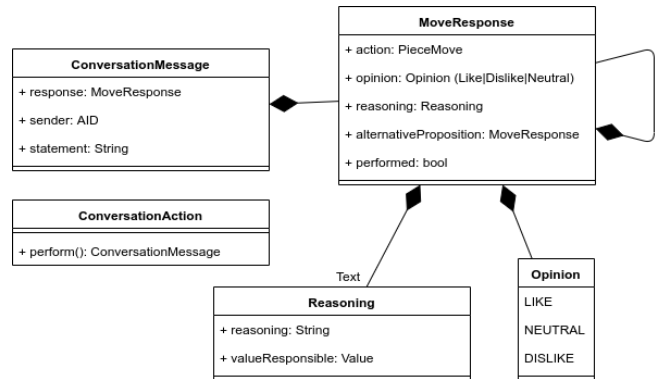 MoveResponse
+ action: PieceMove
+ opinion: Opinion (Like|Dislike|Neutral)
+ reasoning: Reasoning
+ alternativeProposition: MoveResponse
+ performed: bool
ConversationMessage
+ response: MoveResponse
+ sender: AID
+ statement: String
ConversationAction
+ perform(): ConversationMessage
Text
Reasoning
+ reasoning: String
+ valueResponsible: Value
Opinion
LIKE
NEUTRAL
DISLIKE